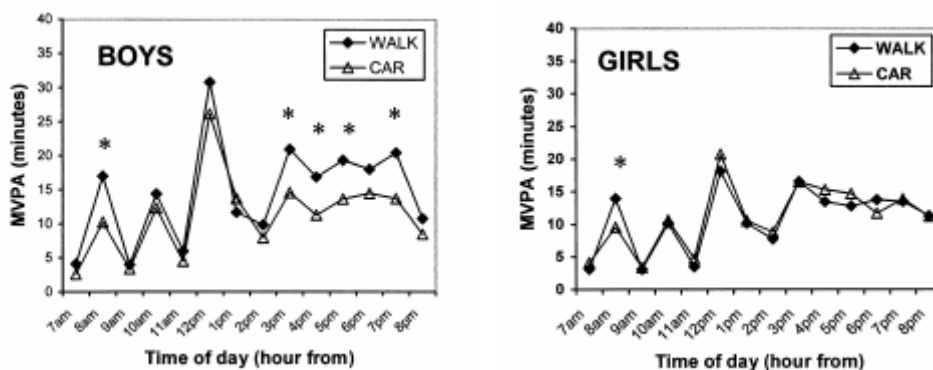 BOYS
WALK
CAR
MVPA (minutes)
40
35
30
25
20
15
10
5
0
* * * * *
7am 8am 9am 10am 11am 12pm 1pm 2pm 3pm 4pm 5pm 6pm 7pm 8pm
Time of day (hour from)
GIRLS
WALK
CAR
MVPA (minutes)
40
35
30
25
20
15
10
5
0
*
7am 8am 9am 10am 11am 12pm 1pm 2pm 3pm 4pm 5pm 6pm 7pm 8pm
Time of day (hour from)